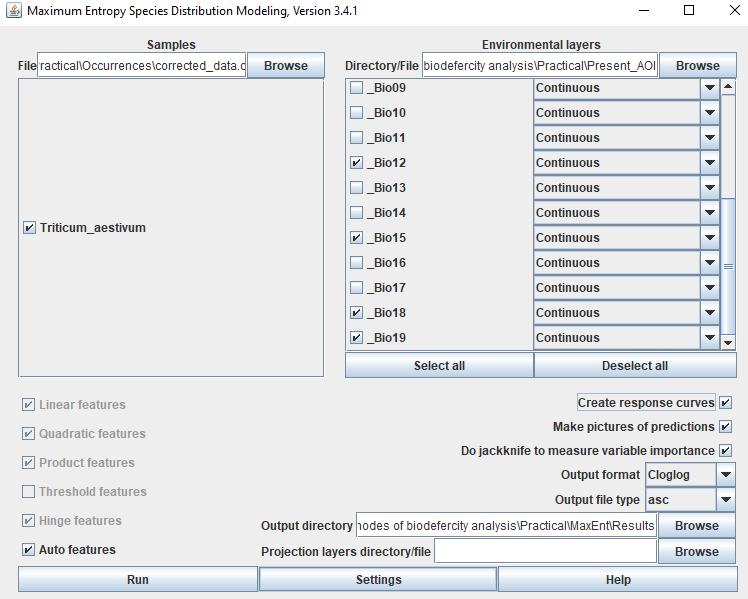 Maximum Entropy Species Distribution Modeling, Version 3.4.1
Samples
File ractical\Occurrences\corrected_data.c Browse
Triticum_aestivum
Environmental layers
Directory/File biodefercity analysis\Practical\Present_AOI Browse
_Bio09 Continuous
_Bio10 Continuous
_Bio11 Continuous
_Bio12 Continuous
_Bio13 Continuous
_Bio14 Continuous
_Bio15 Continuous
_Bio16 Continuous
_Bio17 Continuous
_Bio18 Continuous
_Bio19 Continuous
Select all Deselect all
Linear features
Quadratic features
Product features
Threshold features
Hinge features
Auto features
Create response curves
Make pictures of predictions
Do jackknife to measure variable importance
Output format Cloglog
Output file type asc
Output directory hodes of biodefercity analysis\Practical\MaxEnt\Results Browse
Projection layers directory/file Browse
Run Settings Help